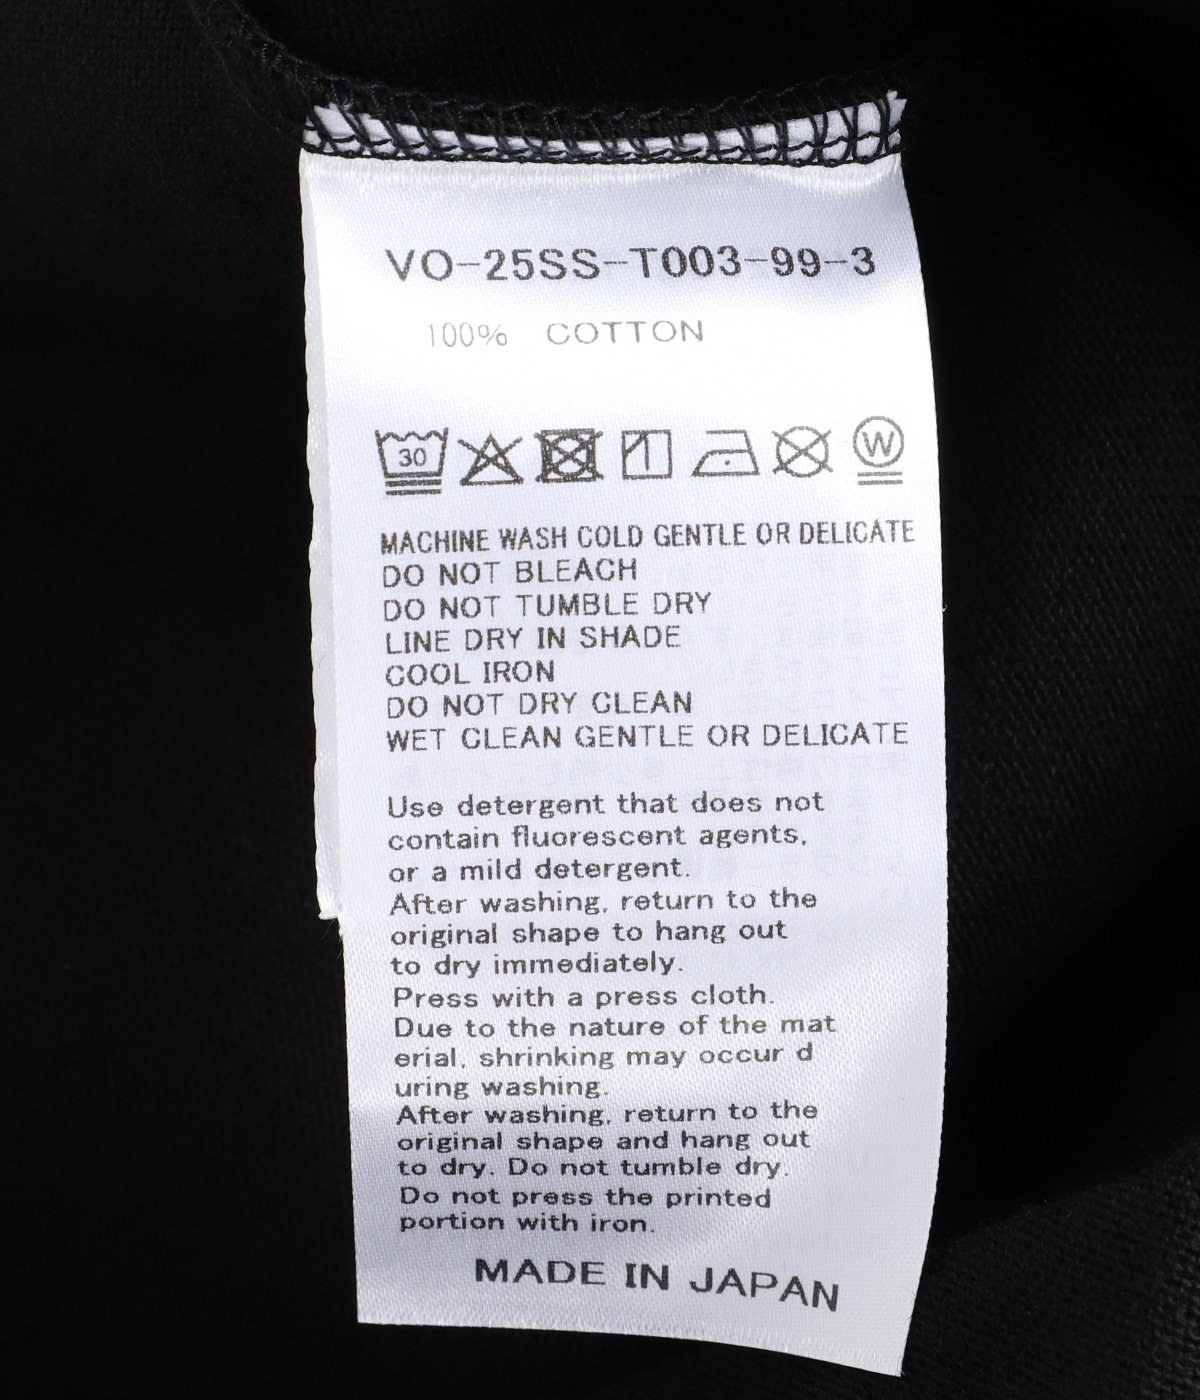 VO-25SS-T003-99-3
100% COTTON
30 W
MACHINE WASH COLD GENTLE OR DELICATE
DO NOT BLEACH
DO NOT TUMBLE DRY
LINE DRY IN SHADE
COOL IRON
DO NOT DRY CLEAN
WET CLEAN GENTLE OR DELICATE
Use detergent that does not
contain fluorescent agents,
or a mild detergent.
After washing, return to the
original shape to hang out
to dry immediately.
Press with a press cloth.
Due to the nature of the mat
erial, shrinking may occur d
uring washing.
After washing, return to the
original shape and hang out
to dry. Do not tumble dry.
Do not press the printed
portion with iron.
MADE IN JAPAN